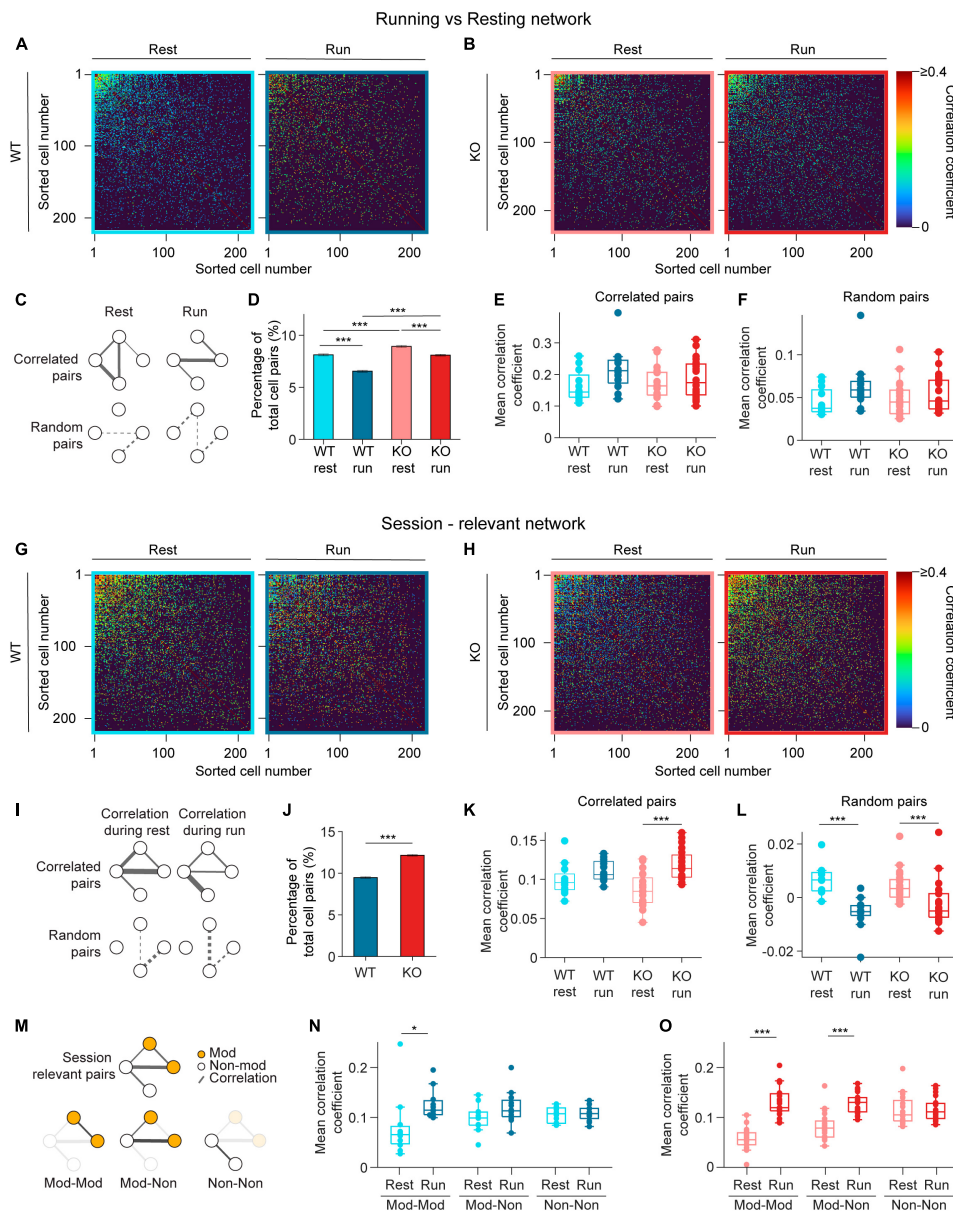 Running vs Resting network
A
Rest
Run
WT
Sorted cell number
1
100
200
1
100
200
1
100
200
Sorted cell number
B
Rest
Run
KO
Sorted cell number
1
100
200
1
100
200
1
100
200
Sorted cell number
≥0.4
0
Correlation coefficient
C
Rest
Run
Correlated
pairs
Random
pairs
D
Percentage of
total cell pairs (%)
10
5
0
***
***
***
***
WT
rest
WT
run
KO
rest
KO
run
E
Correlated pairs
Mean correlation
coefficient
0.3
0.2
0.1
0
WT
rest
WT
run
KO
rest
KO
run
F
Random pairs
Mean correlation
coefficient
0.1
0.05
0
WT
rest
WT
run
KO
rest
KO
run
Session - relevant network
G
Rest
Run
WT
Sorted cell number
1
100
200
1
100
200
1
100
200
Sorted cell number
H
Rest
Run
KO
Sorted cell number
1
100
200
1
100
200
1
100
200
Sorted cell number
≥0.4
0
Correlation coefficient
I
Correlation
during rest
Correlation
during run
Correlated
pairs
Random
pairs
J
Percentage of
total cell pairs (%)
15
10
5
0
***
WT
KO
K
Correlated pairs
Mean correlation
coefficient
0.15
0.1
0.05
0
***
WT
rest
WT
run
KO
rest
KO
run
L
Random pairs
Mean correlation
coefficient
0.02
0
-0.02
***
***
WT
rest
WT
run
KO
rest
KO
run
M
Session
relevant pairs
Mod
Non-mod
Correlation
Mod-Mod
Mod-Non
Non-Non
N
Mean correlation
coefficient
0.2
0.1
0
*
Rest Run
Rest Run
Rest Run
Mod-Mod
Mod-Non
Non-Non
O
Mean correlation
coefficient
0.2
0.1
0
***
***
Rest Run
Rest Run
Rest Run
Mod-Mod
Mod-Non
Non-Non